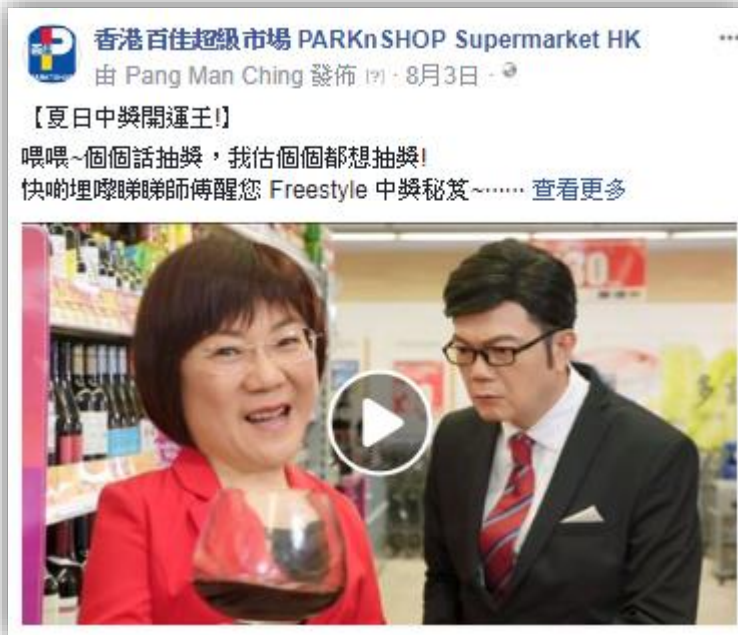 香港百佳超級市場 PARKnSHOP Supermarket HK
由 Pang Man Ching 發佈 [?] · 8月3日 ·
【夏日中獎開運王!】
喂喂~個個話抽獎，我估個個都想抽獎!
快啲埋嚟睇睇師傅醒您 Freestyle 中獎秘笈~…… 查看更多